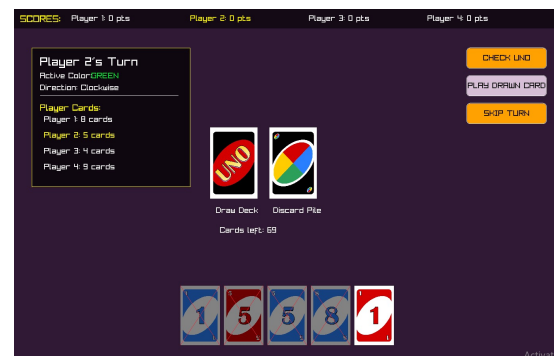 SCORES: Player 1: 0 pts Player 2: 0 pts Player 3: 0 pts Player 4: 0 pts
Player 2's Turn
Active Color:GREEN
Direction: Clockwise
Player Cards:
Player 1: 8 cards
Player 2: 5 cards
Player 3: 4 cards
Player 4: 9 cards
CHECK UNO
PLAY DRAWN CARD
SKIP TURN
UNO
Draw Deck Discard Pile
Cards left: 69
1 5 5 8 1
Activat